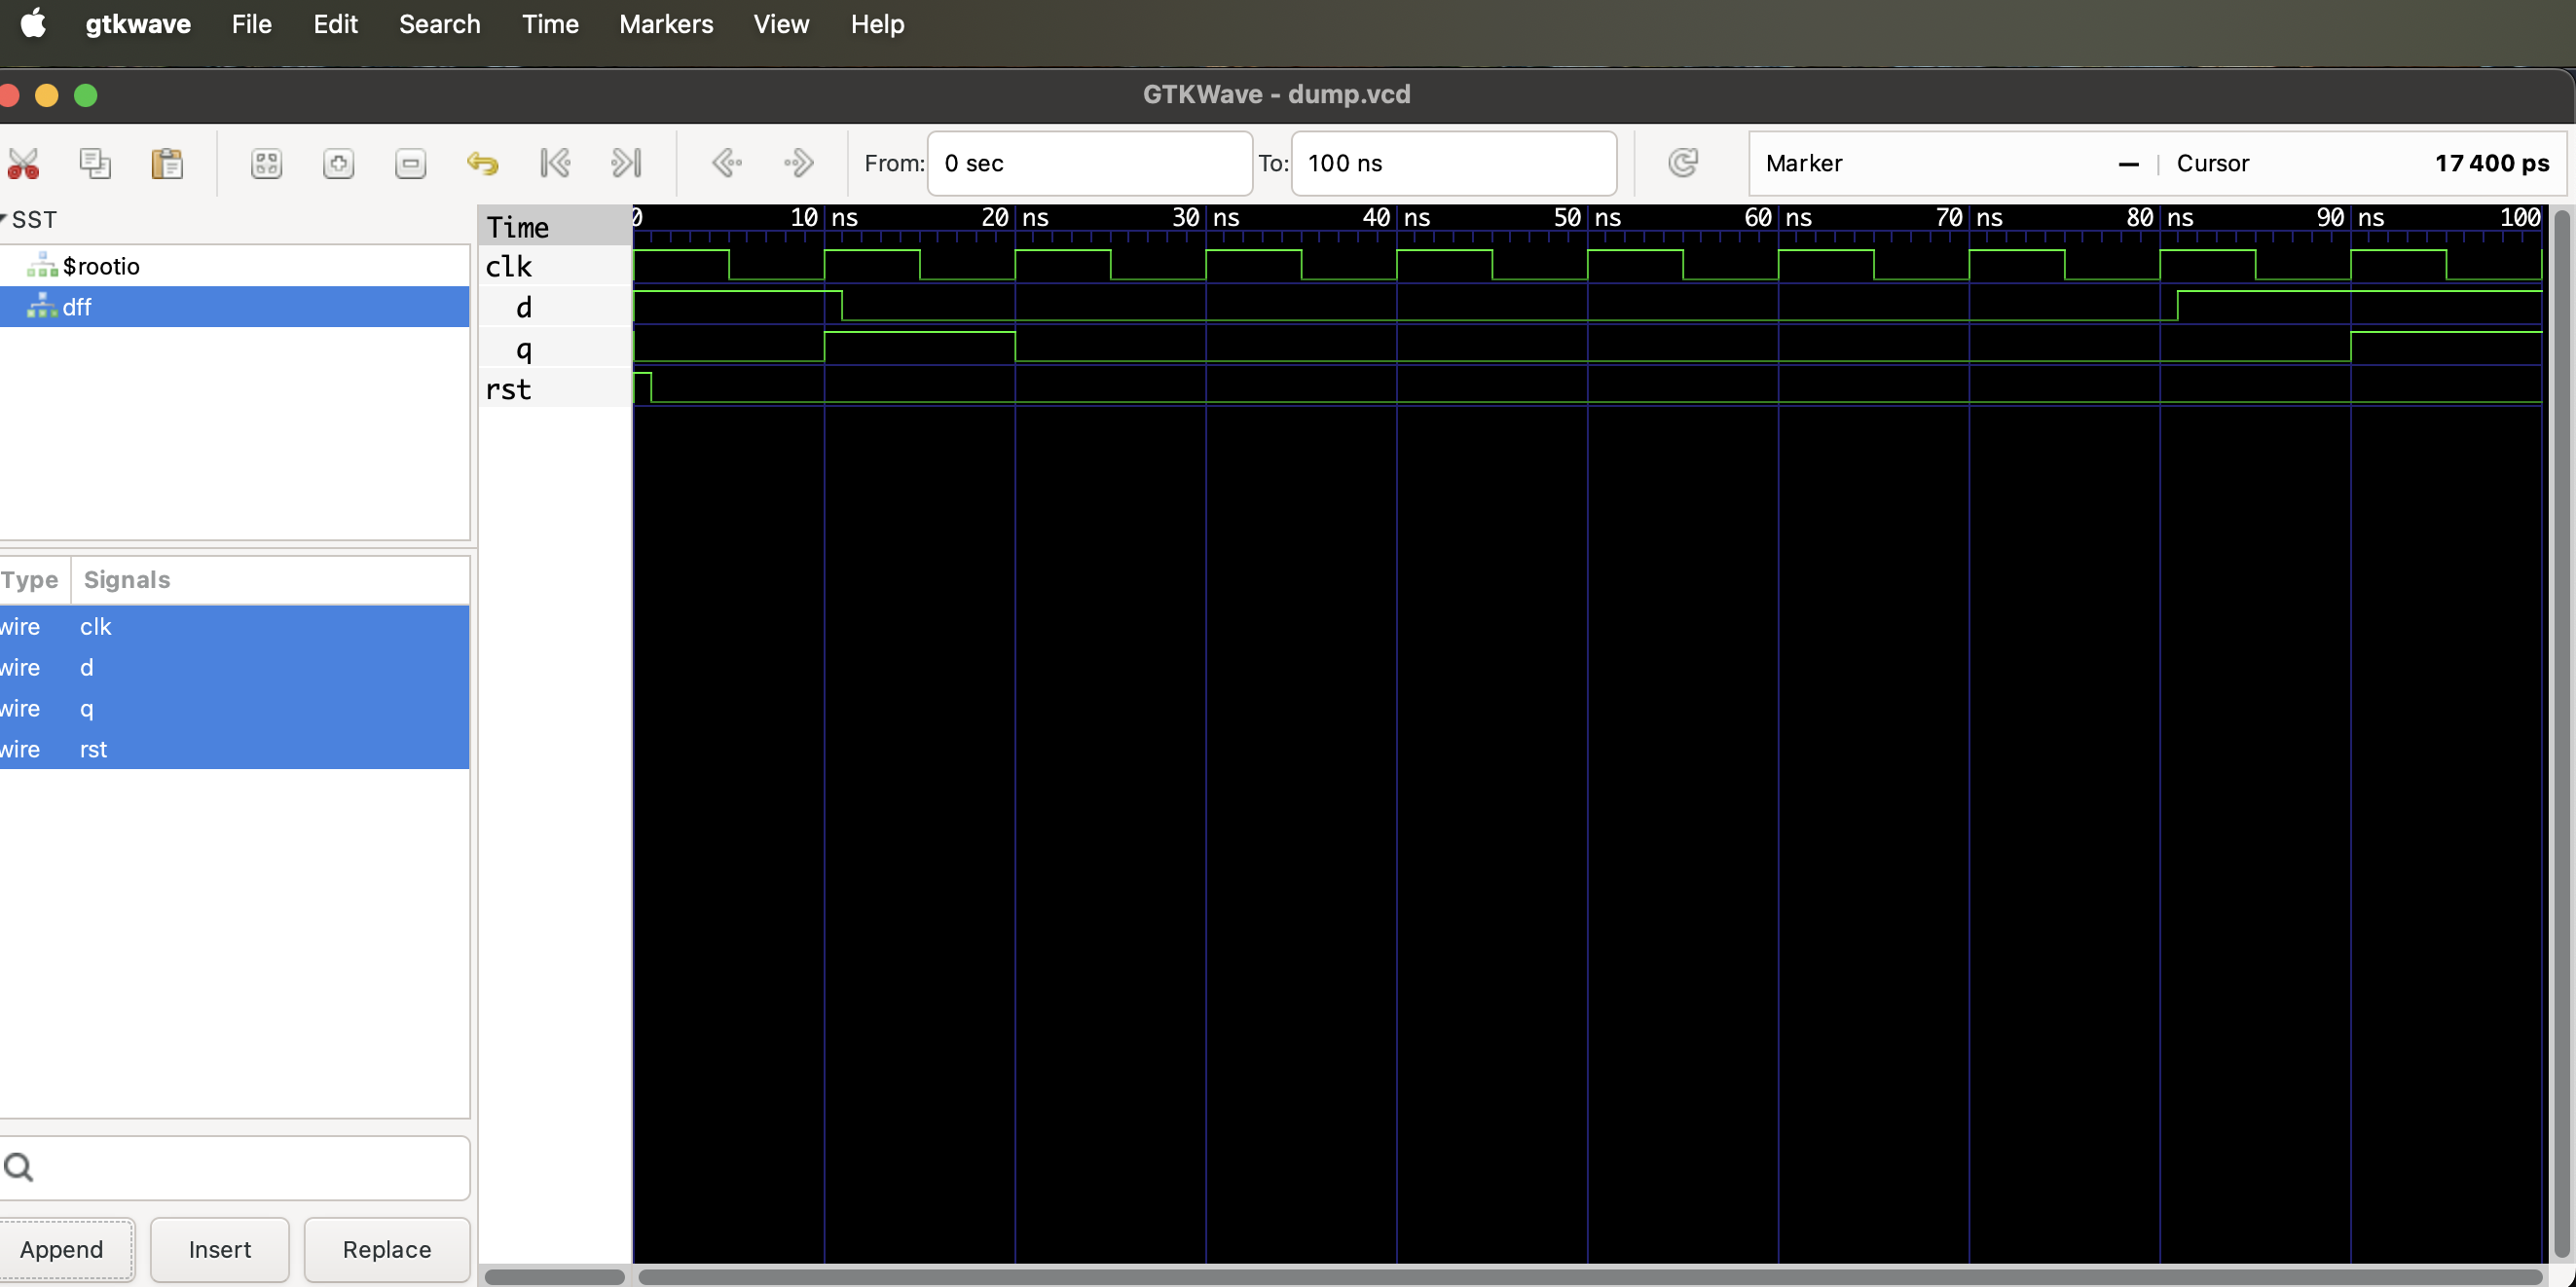 gtkwave File Edit Search Time Markers View Help
GTKWave - dump.vcd
From: 0 sec To: 100 ns Marker — | Cursor 17 400 ps
SST
$rootio
dff
Type Signals
wire clk
wire d
wire q
wire rst
Append Insert Replace
Time
clk
d
q
rst
0 10 ns 20 ns 30 ns 40 ns 50 ns 60 ns 70 ns 80 ns 90 ns 100